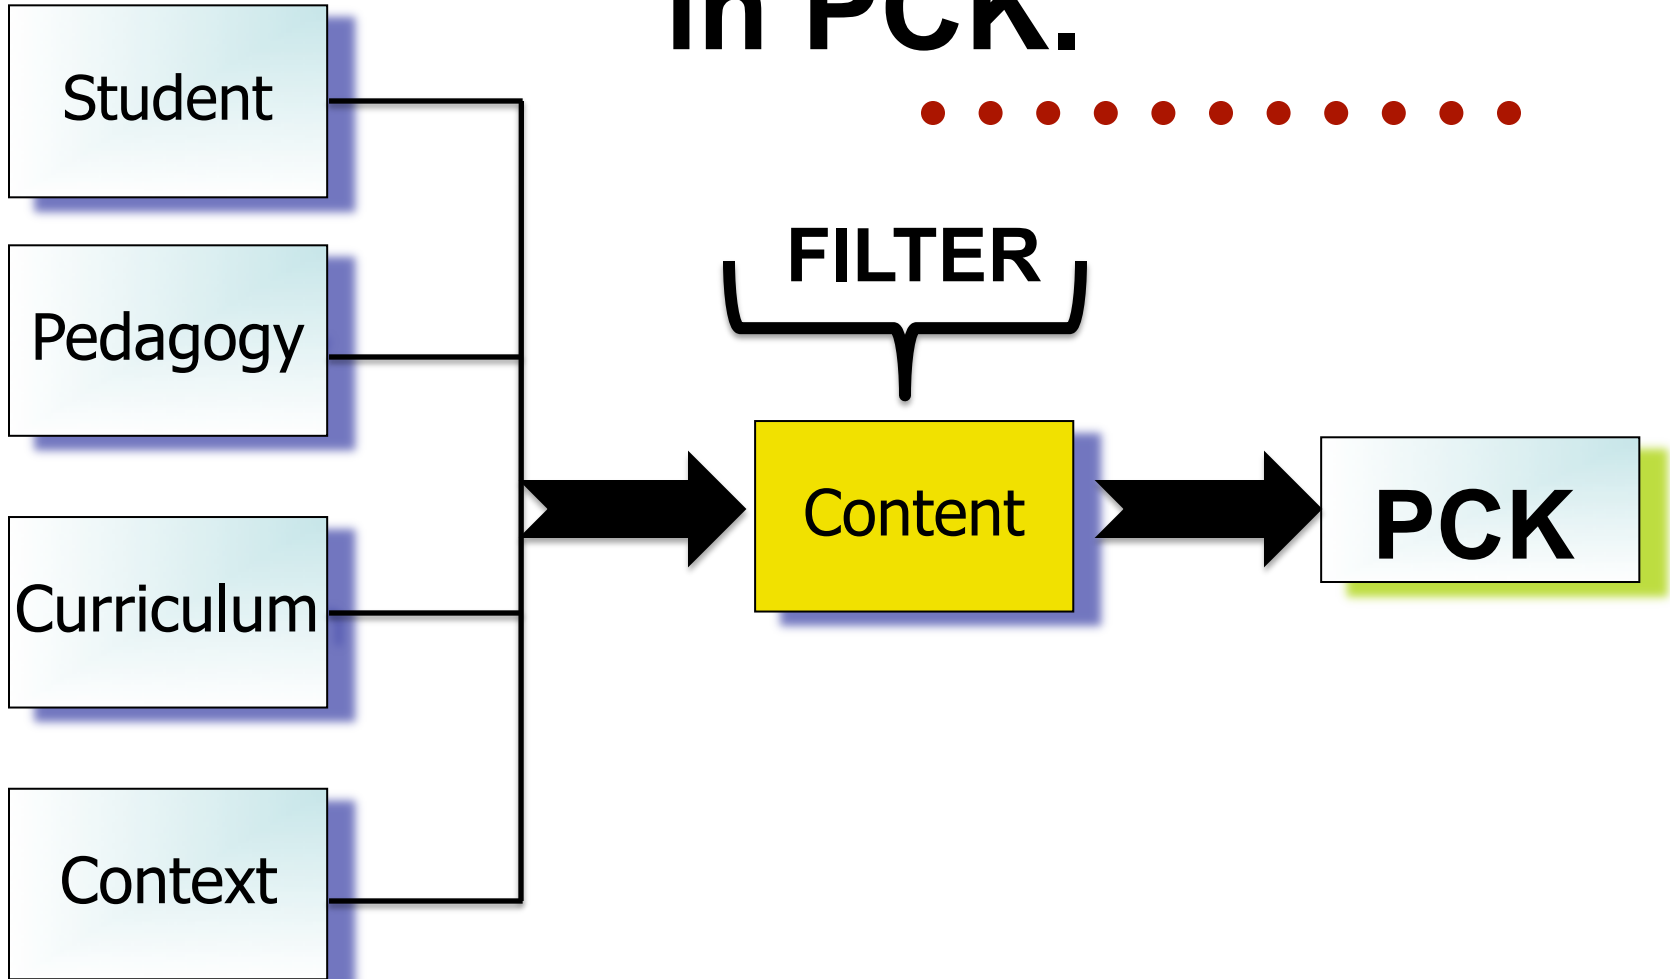 in PCK.
Student
FILTER
Pedagogy
Content
PCK
Curriculum
Context